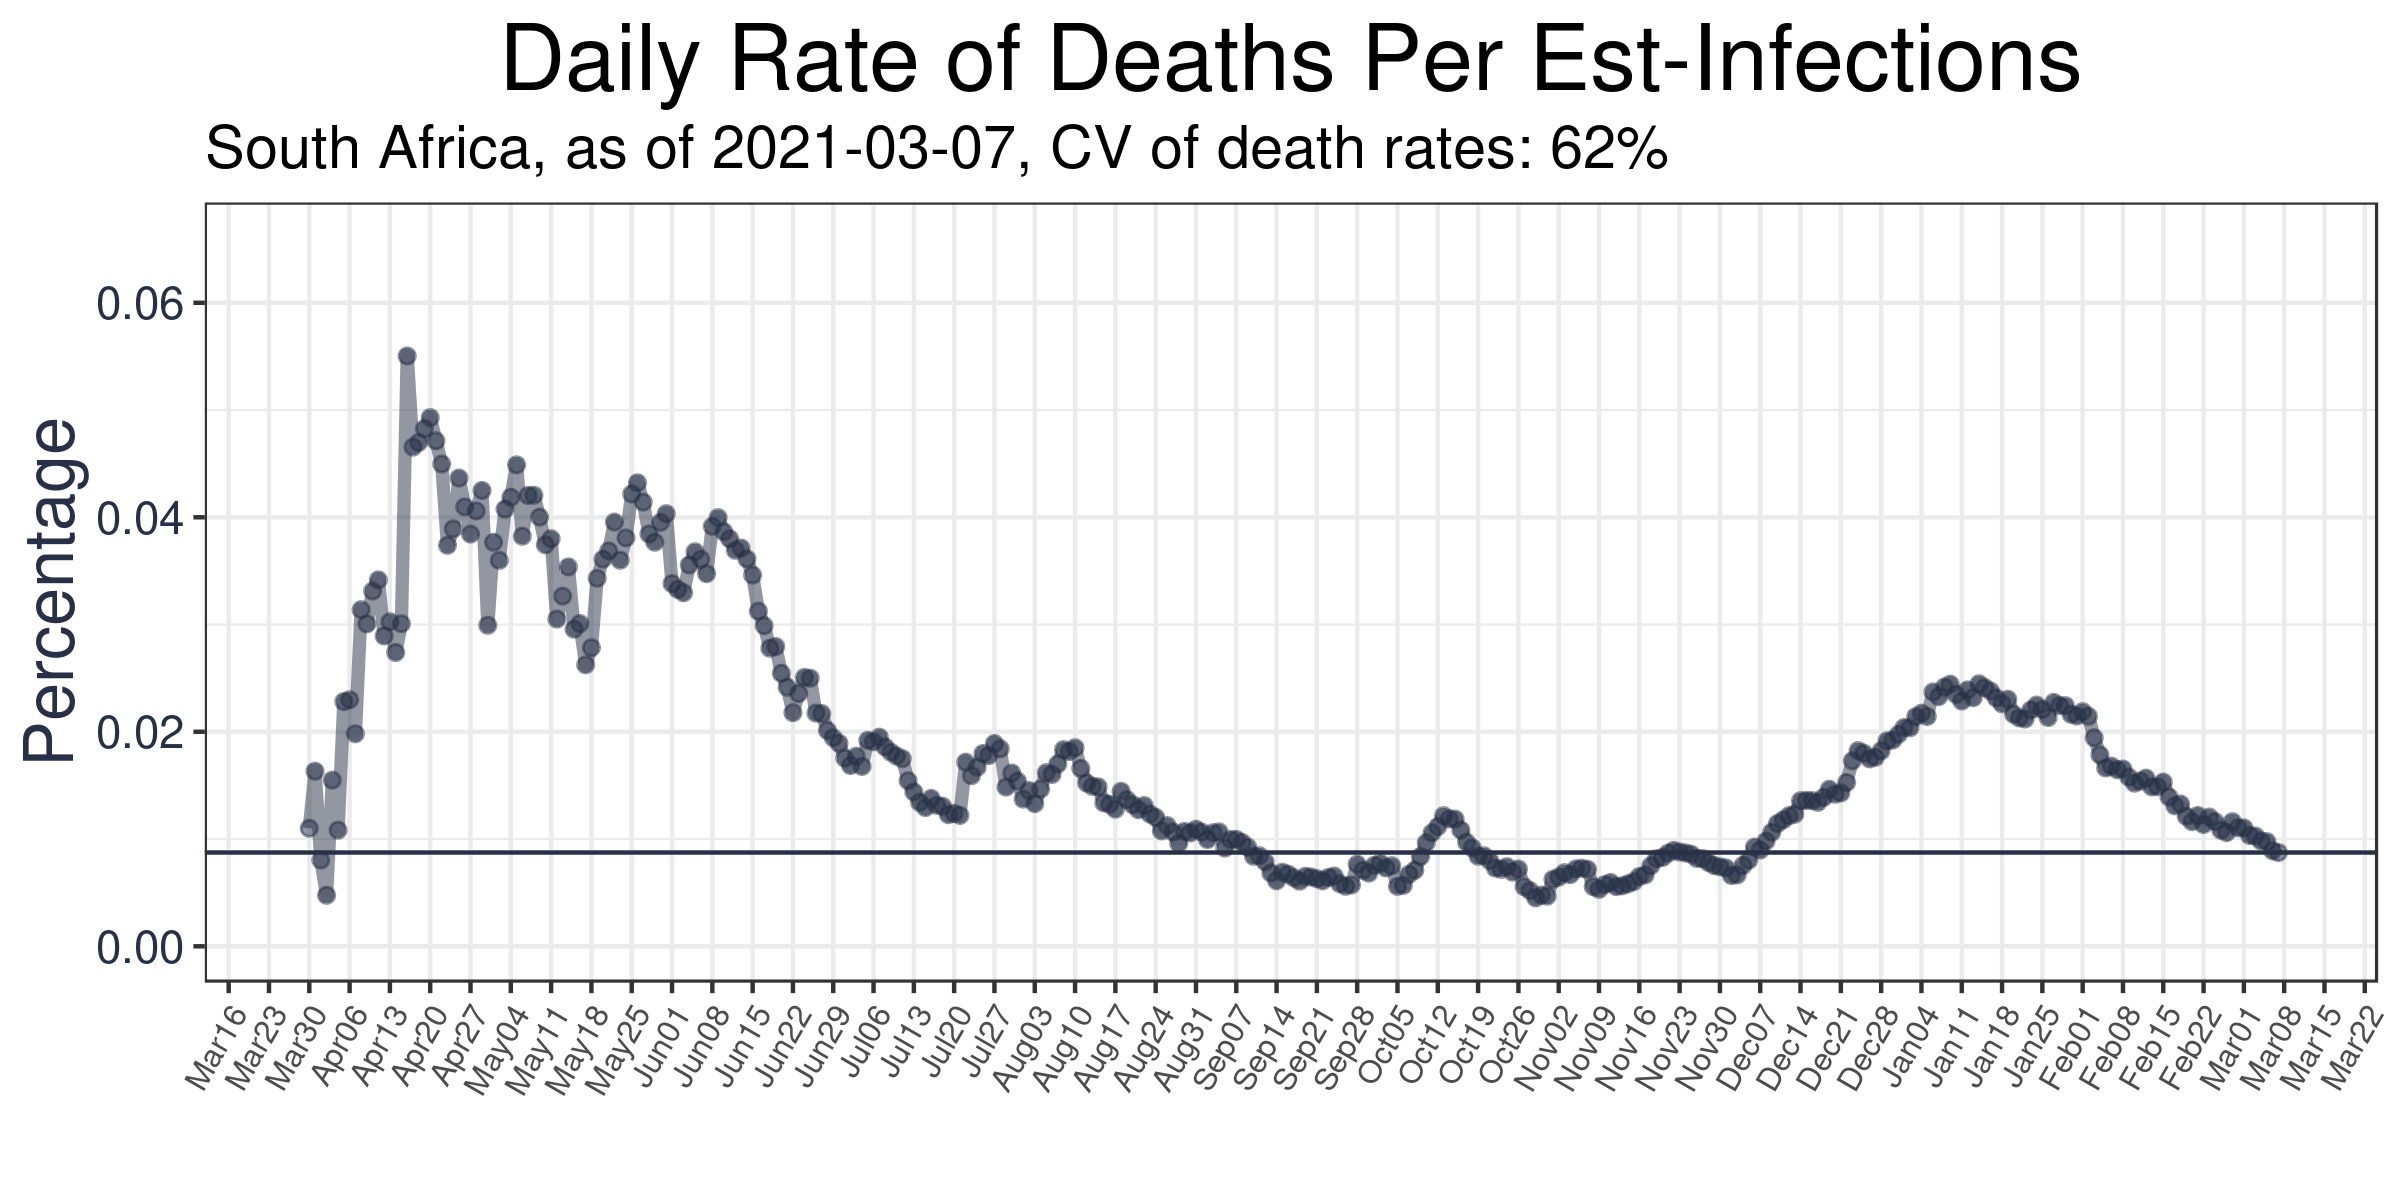 Daily Rate of Deaths Per Est-Infections
South Africa, as of 2021-03-07, CV of death rates: 62%
Percentage
0.06
0.04
0.02
0.00
Mar16
Mar23
Mar30
Apr06
Apr13
Apr20
Apr27
May04
May11
May18
May25
Jun01
Jun08
Jun15
Jun22
Jun29
Jul06
Jul13
Jul20
Jul27
Aug03
Aug10
Aug17
Aug24
Aug31
Sep07
Sep14
Sep21
Sep28
Oct05
Oct12
Oct19
Oct26
Nov02
Nov09
Nov16
Nov23
Nov30
Dec07
Dec14
Dec21
Dec28
Jan04
Jan11
Jan18
Jan25
Feb01
Feb08
Feb15
Feb22
Mar01
Mar08
Mar15
Mar22